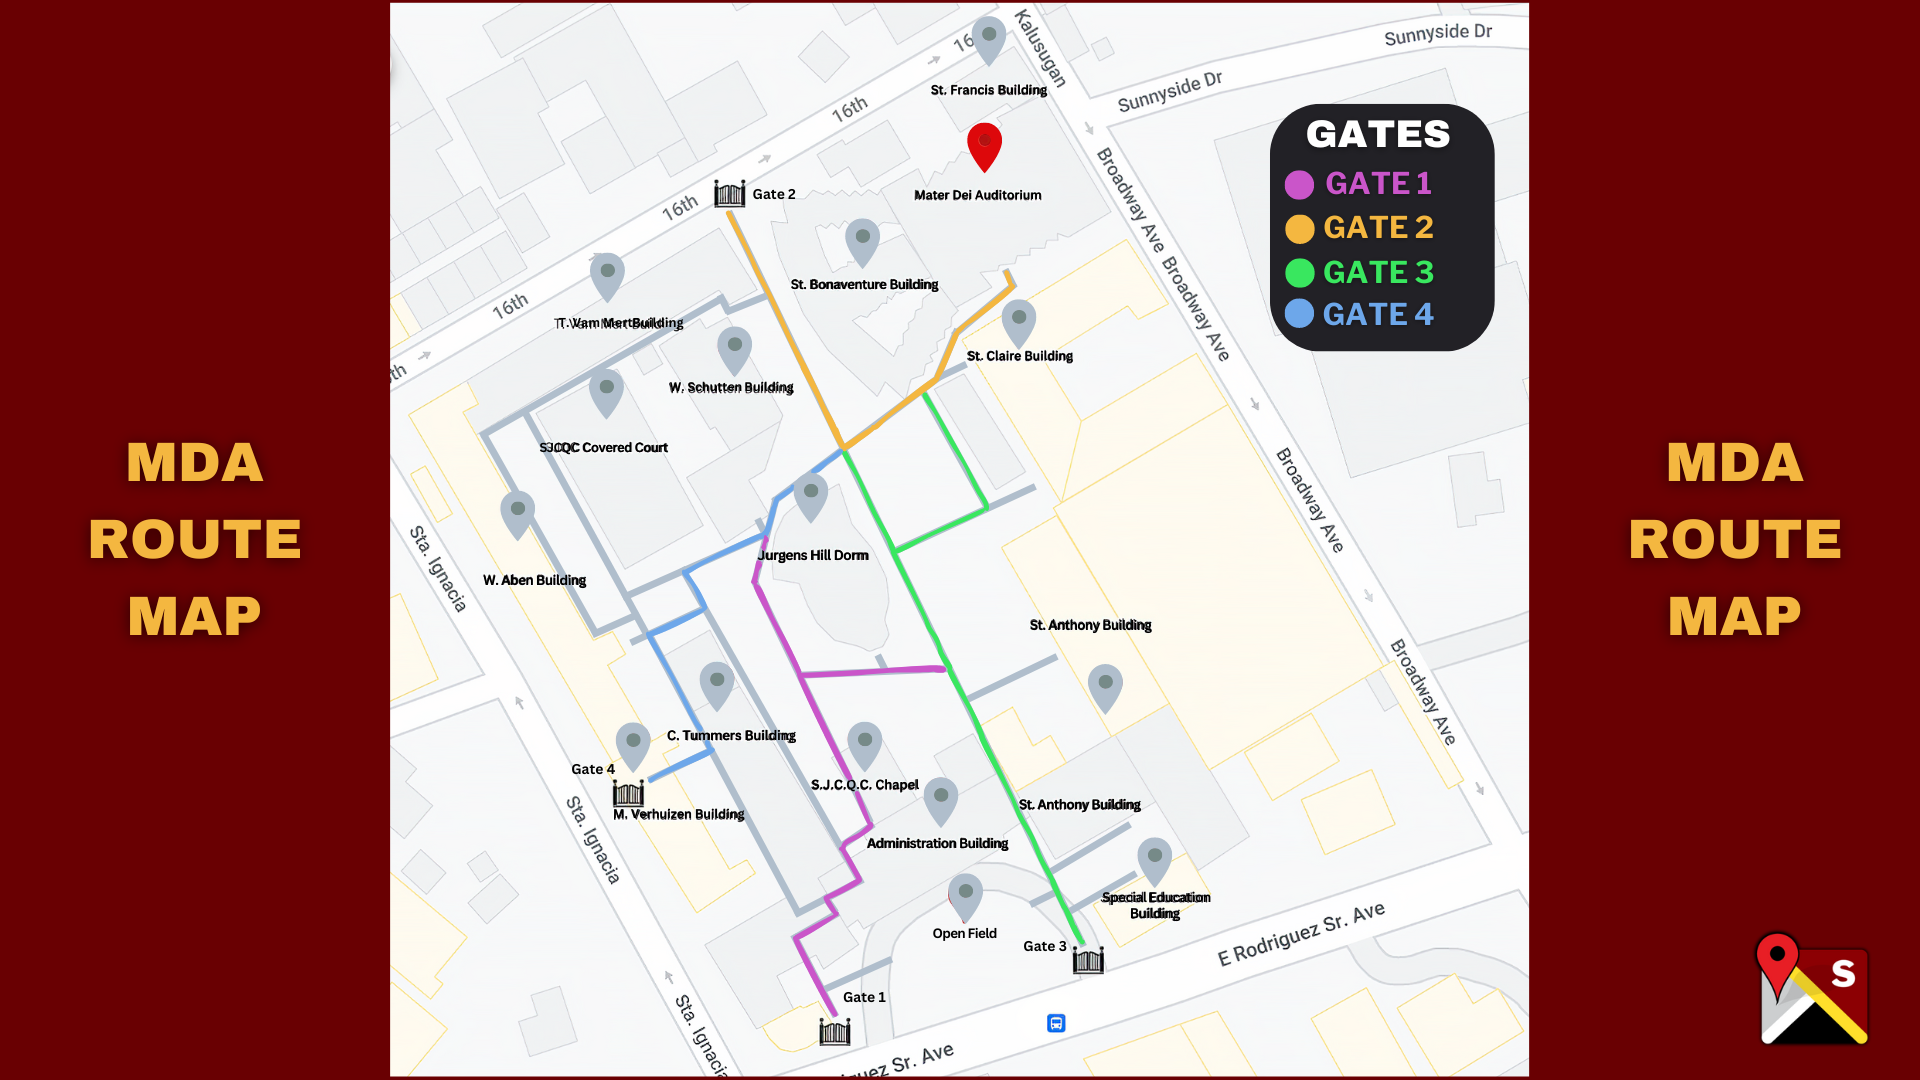 MDA
ROUTE
MAP
Kalusugan
16
Sunnyside Dr
Sunnyside Dr
St. Francis Building
16th
GATES
GATE 1
GATE 2
GATE 3
GATE 4
Broadway Ave
Mater Dei Auditorium
Gate 2
16th
St. Bonaventure Building
Broadway Ave
16th
T. Vam MertBuilding
St. Claire Building
th
W. Schutten Building
SJCQC Covered Court
Broadway Ave
Jurgens Hill Dorm
Sta. Ignacia
W. Aben Building
St. Anthony Building
Broadway Ave
C. Tummers Building
Gate 4
S.J.C.Q.C. Chapel
St. Anthony Building
M. Verhuizen Building
Sta. Ignacia
Administration Building
Special Education
Building
Open Field
E Rodriguez Sr. Ave
Gate 3
Gate 1
Sta. Ignacia
iguez Sr. Ave
MDA
ROUTE
MAP
S